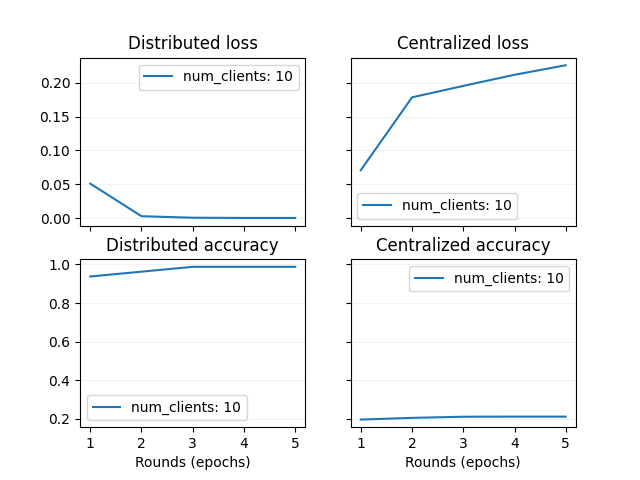 Distributed loss
Centralized loss
0.20
0.15
0.10
0.05
0.00
num_clients: 10
num_clients: 10
Distributed accuracy
Centralized accuracy
1.0
0.8
0.6
0.4
0.2
num_clients: 10
num_clients: 10
1 2 3 4 5
1 2 3 4 5
Rounds (epochs)
Rounds (epochs)